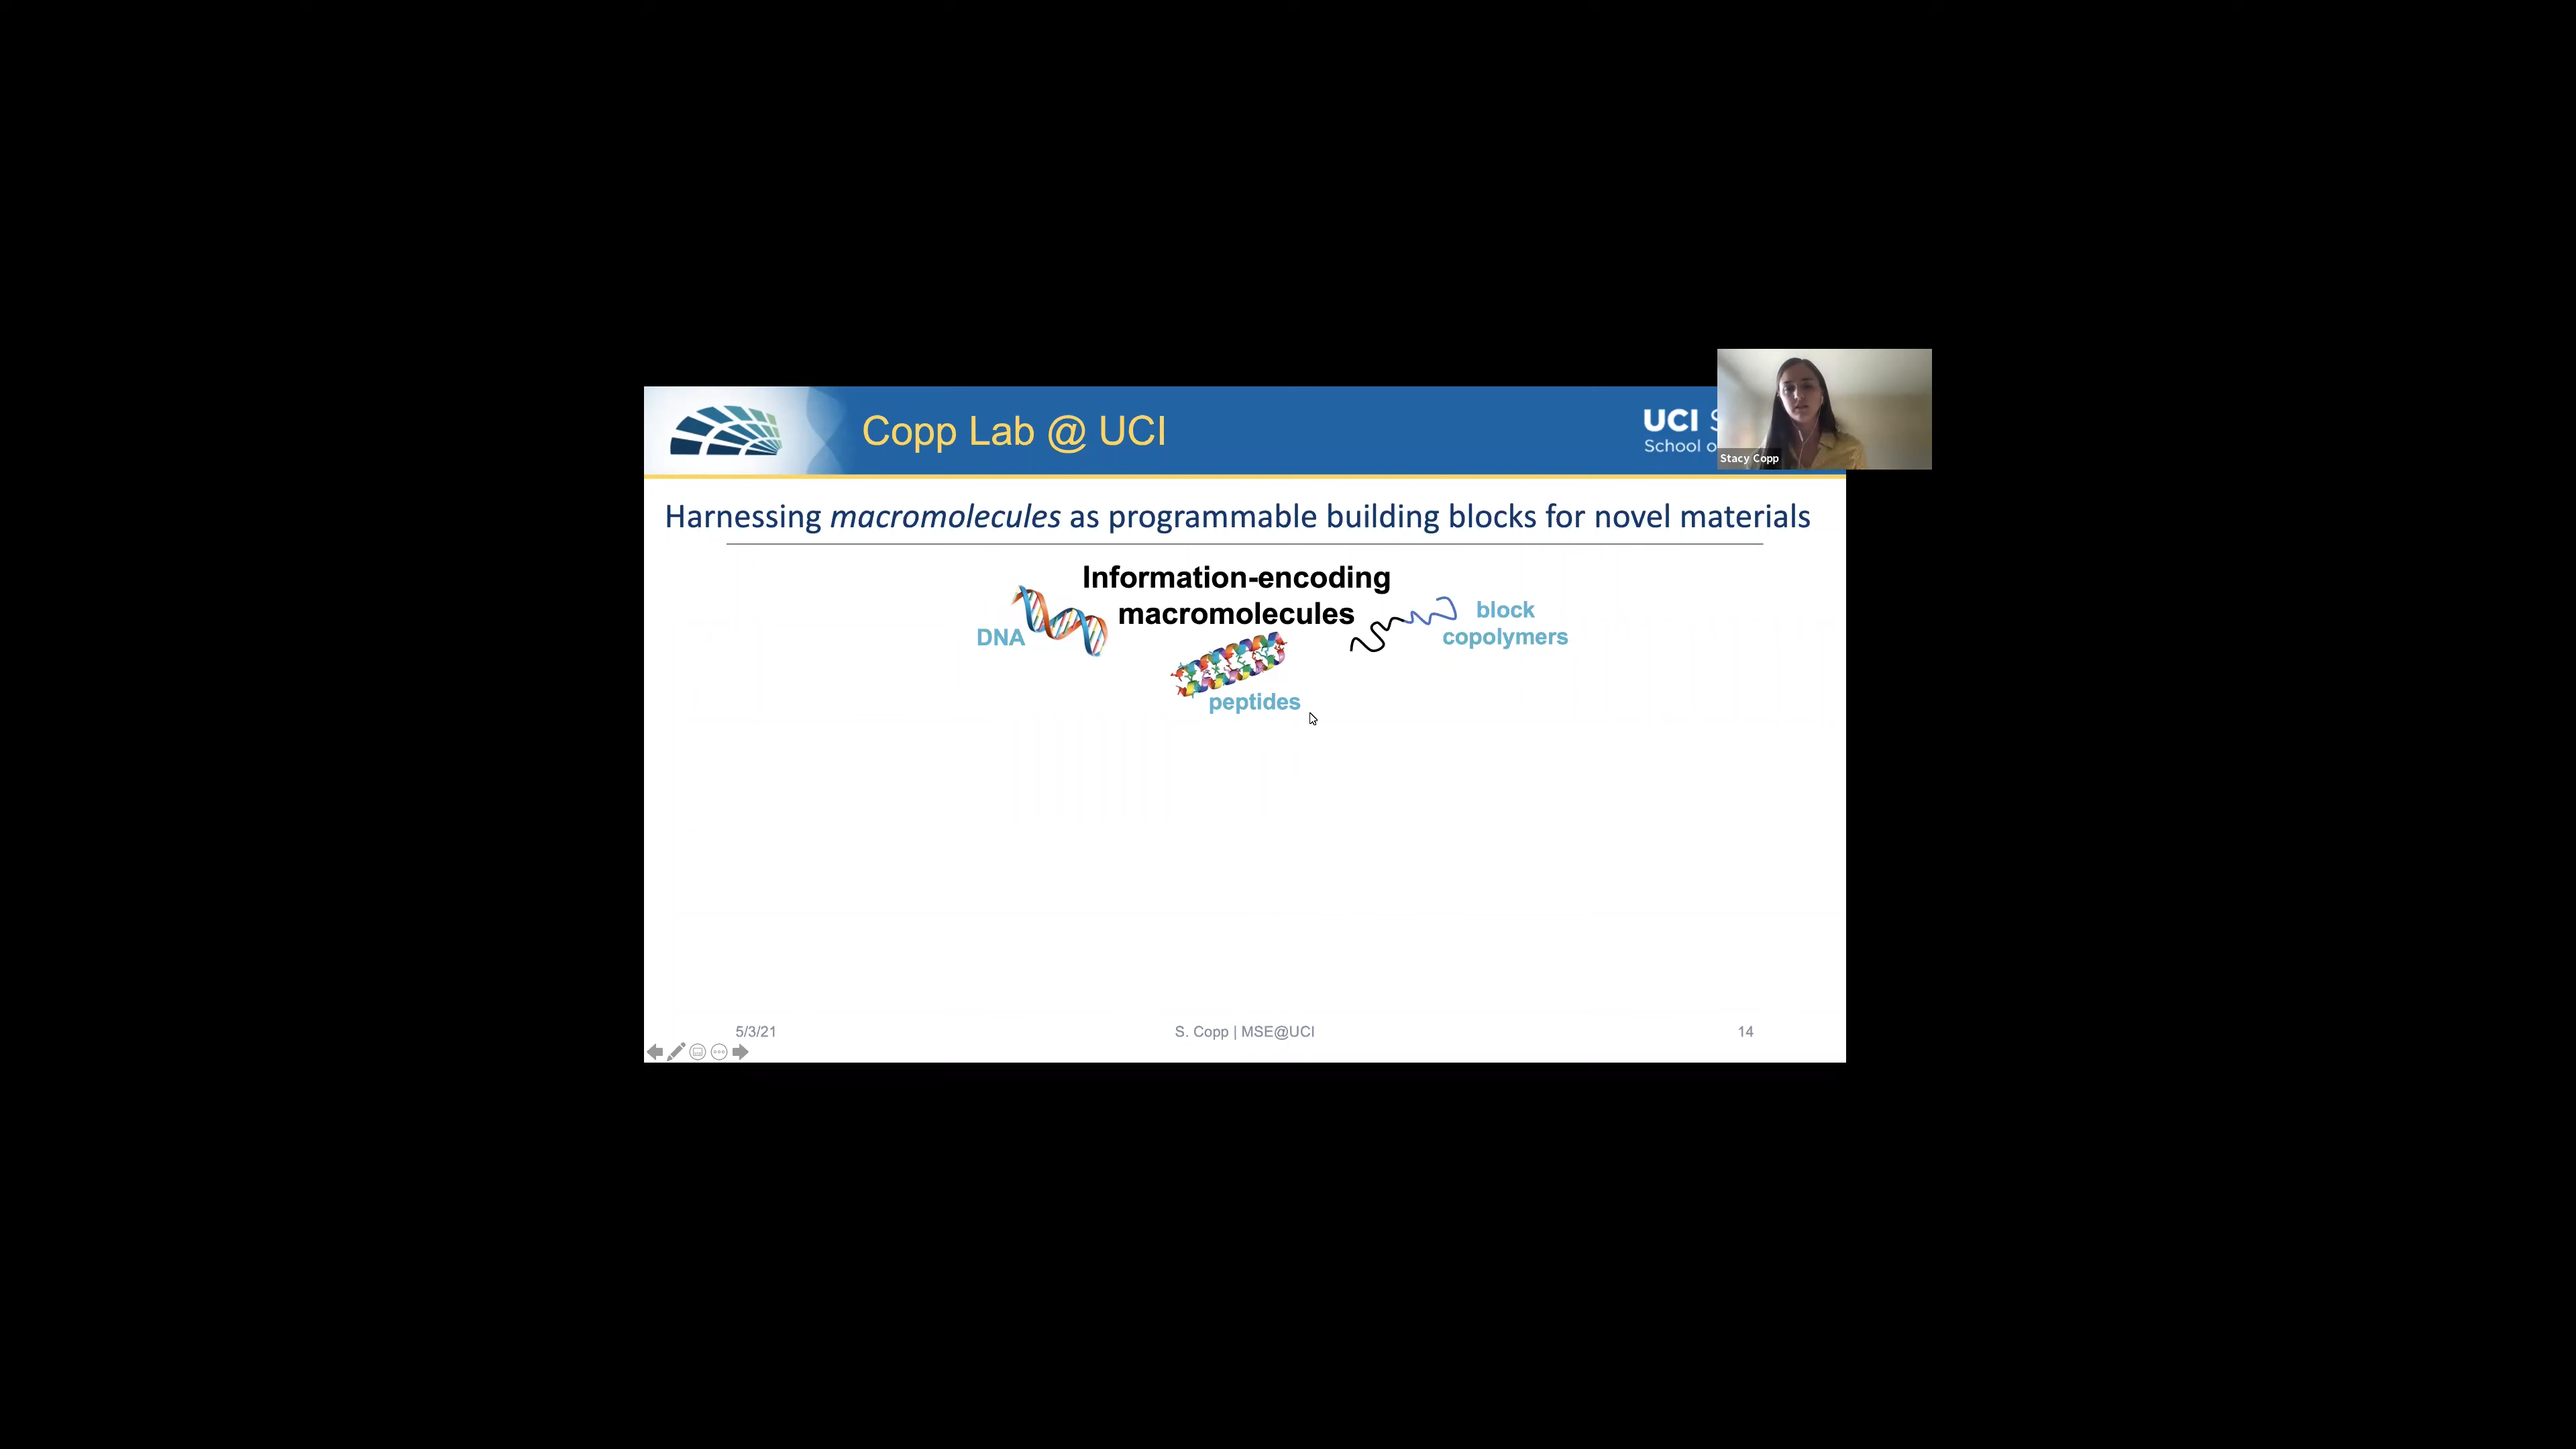 Copp Lab @ UCI
UCI
School
Stacy Copp
Harnessing macromolecules as programmable building blocks for novel materials
Information-encoding
macromolecules
DNA
block
copolymers
peptides
5/3/21
S. Copp | MSE@UCI
14